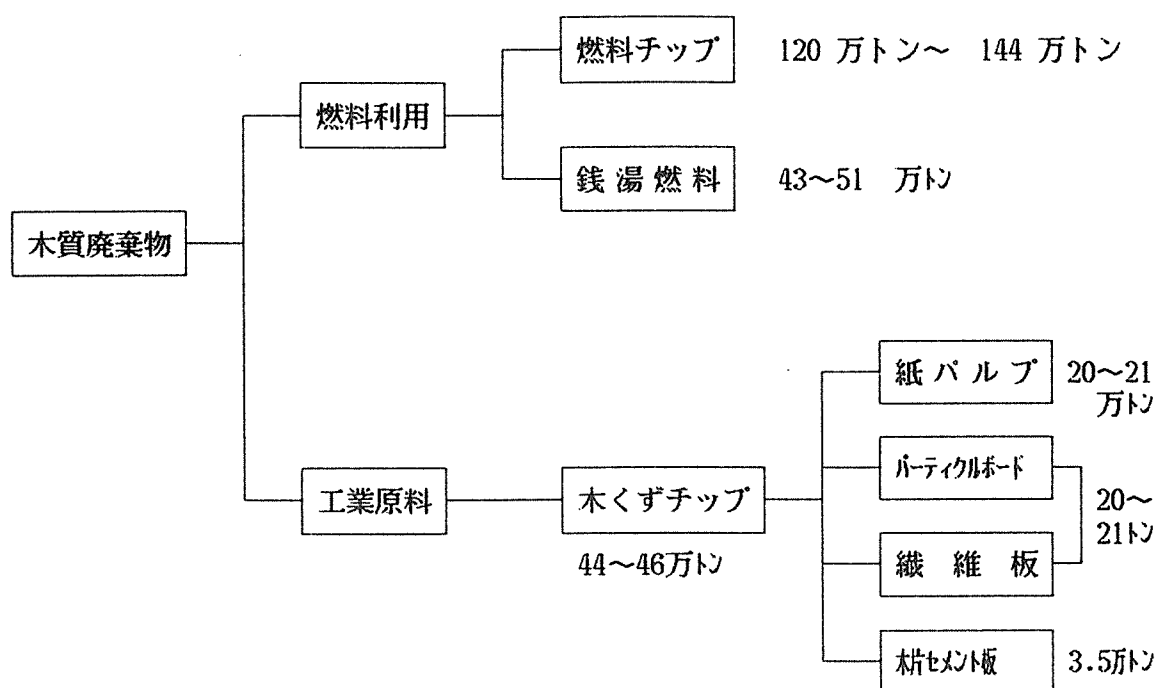 燃料チップ 120 万トン～ 144 万トン
燃料利用
銭湯燃料 43～51 万トン
木質廃棄物
紙パルプ 20～21
万トン
パーティクルボード
工業原料 木くずチップ 20～
21トン
44～46万トン 繊維板
木片セメント板 3.5万トン